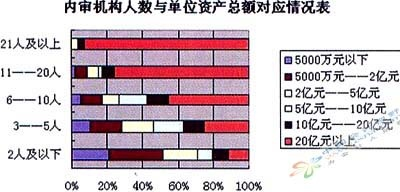 内审机构人数与单位资产总额对应情况表
21人及以上
11——20人
6——10人
3——5人
2人及以下
0% 20% 40% 60% 80% 100%
5000万元以下
5000万元——2亿元
2亿元——5亿元
5亿元——10亿元
10亿元——20亿元
20亿元以上